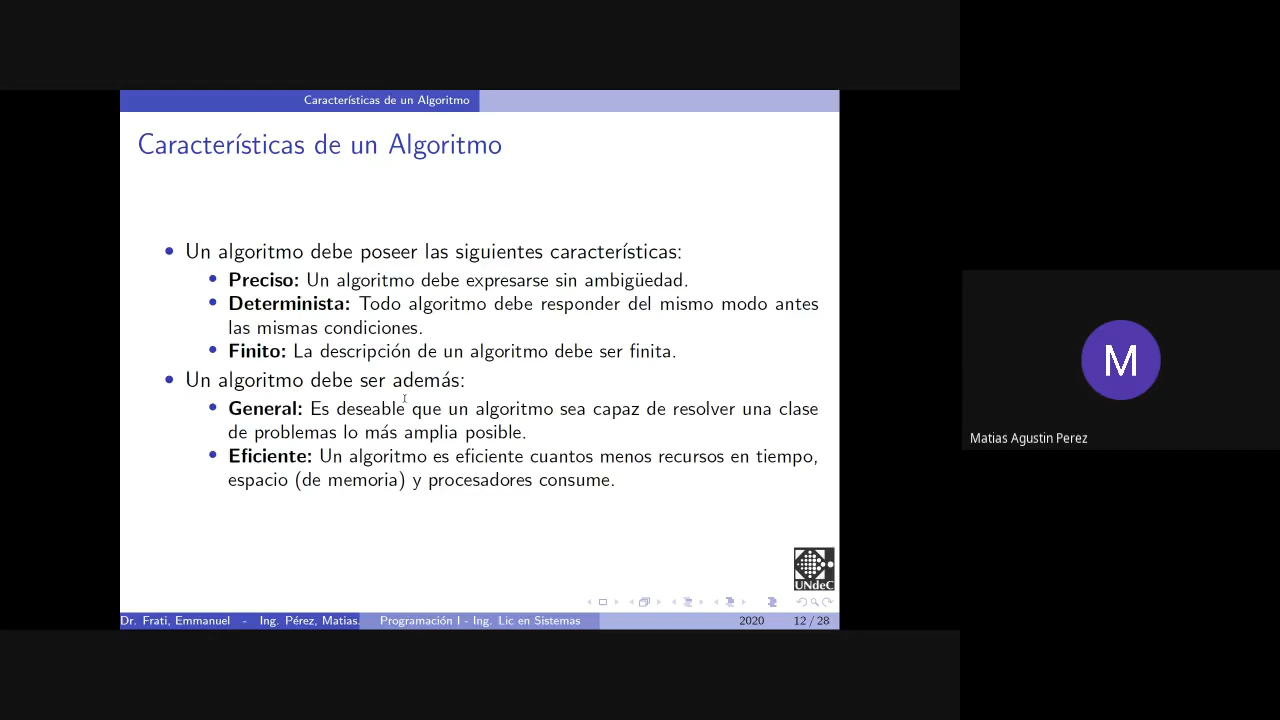 Características de un Algoritmo
Características de un Algoritmo
Un algoritmo debe poseer las siguientes características:
Preciso: Un algoritmo debe expresarse sin ambigüedad.
Determinista: Todo algoritmo debe responder del mismo modo antes
las mismas condiciones.
Finito: La descripción de un algoritmo debe ser finita.
Un algoritmo debe ser además:
General: Es deseable que un algoritmo sea capaz de resolver una clase
de problemas lo más amplia posible.
Eficiente: Un algoritmo es eficiente cuantos menos recursos en tiempo,
espacio (de memoria) y procesadores consume.
UNdeC
Dr. Frati, Emmanuel - Ing. Pérez, Matias. Programación I - Ing. Lic en Sistemas 2020 12 / 28
M
Matias Agustin Perez